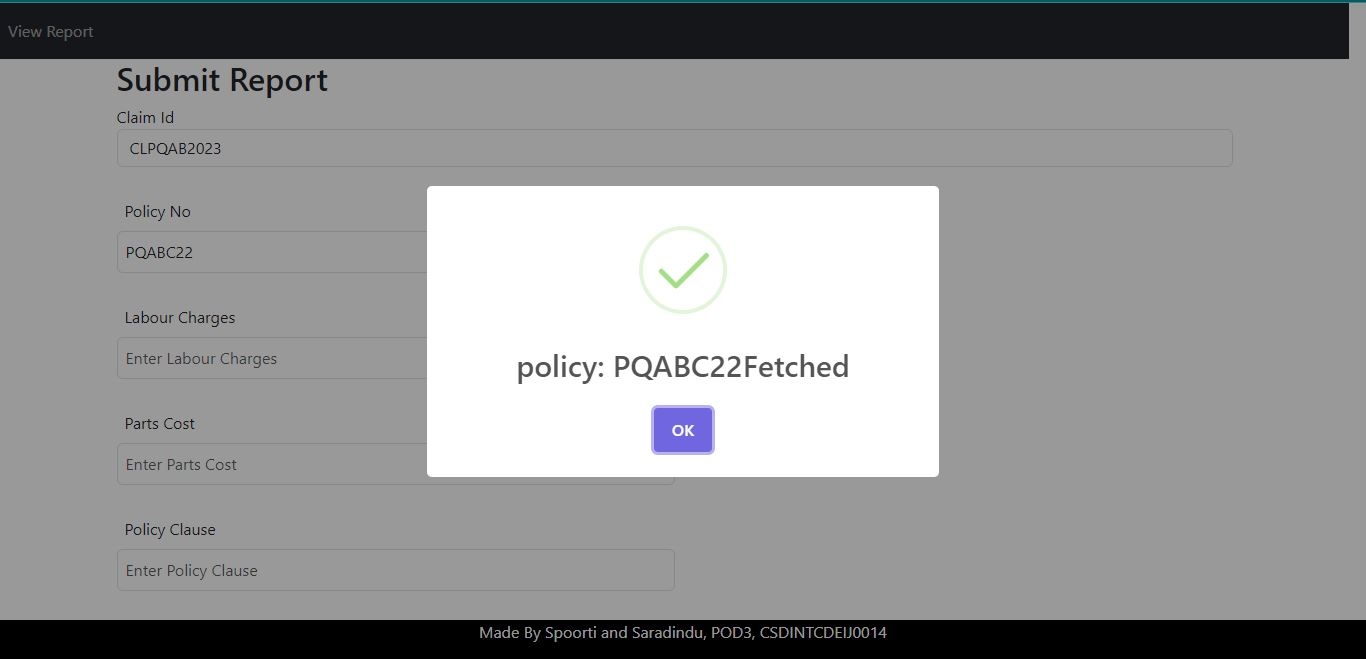 View Report
Submit Report
Claim Id
CLPQAB2023
Policy No
PQABC22
Labour Charges
Enter Labour Charges
Parts Cost
Enter Parts Cost
Policy Clause
Enter Policy Clause
policy: PQABC22Fetched
OK
Made By Spoorti and Saradindu, POD3, CSDINTCDEIJ0014